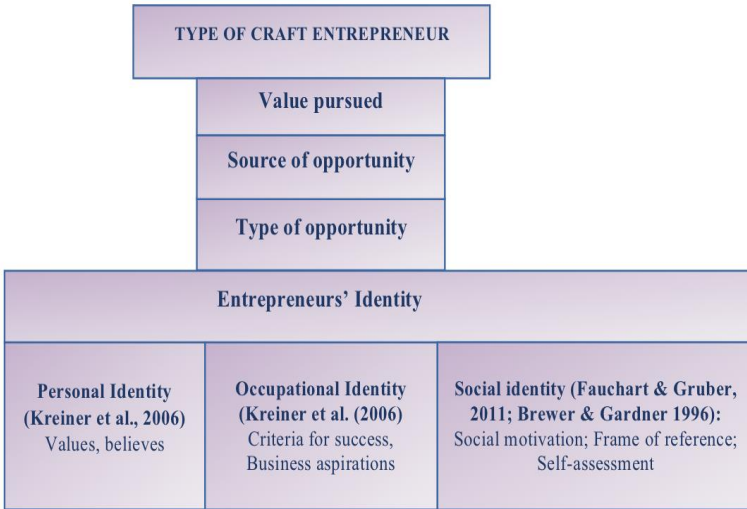 TYPE OF CRAFT ENTREPRENEUR
Value pursued
Source of opportunity
Type of opportunity
Entrepreneurs’ Identity
Personal Identity
(Kreiner et al., 2006)
Values, believes
Occupational Identity
(Kreiner et al. (2006)
Criteria for success,
Business aspirations
Social identity (Fauchart & Gruber,
2011; Brewer & Gardner 1996):
Social motivation; Frame of reference;
Self-assessment